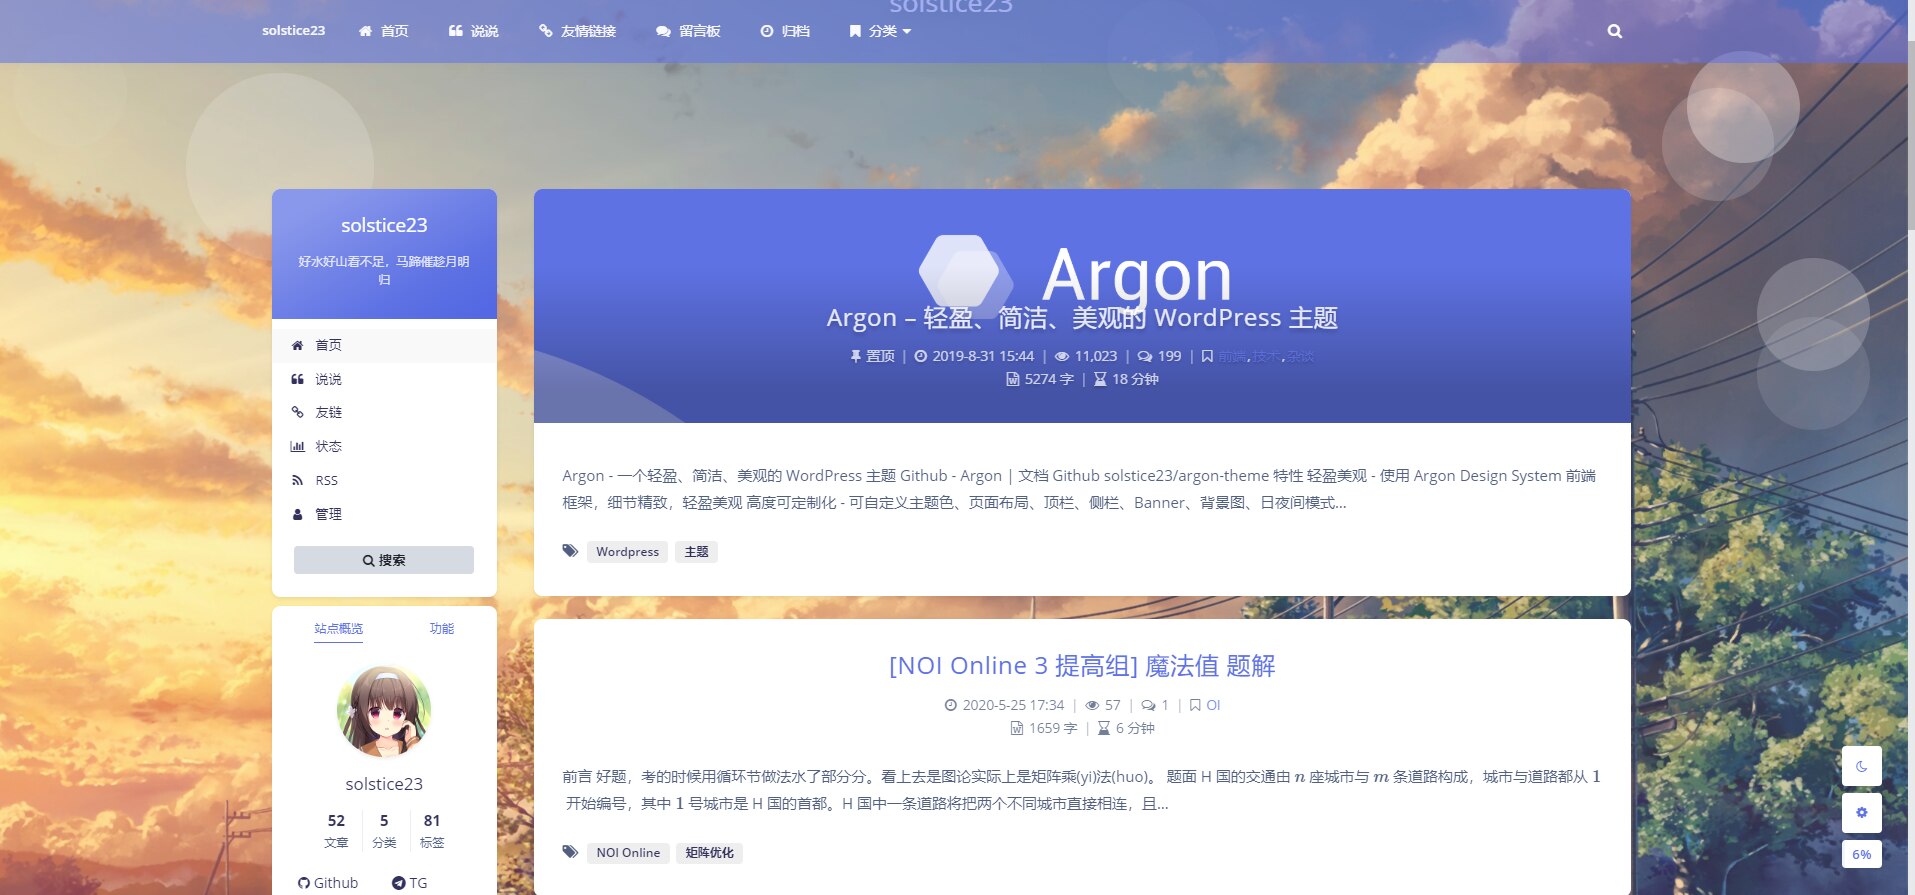 solstice23
solstice23 首页 说说 友情链接 留言板 归档 分类
solstice23
好水好山看不足，马蹄催趁月明
归
首页
说说
友链
状态
RSS
管理
搜索
站点概览 功能
solstice23
52 5 81
文章 分类 标签
Github TG
Argon
Argon – 轻盈、简洁、美观的 WordPress 主题
置顶 | 2019-8-31 15:44 | 11,023 | 199 | 前端,技术,杂谈
5274 字 | 18 分钟
Argon - 一个轻盈、简洁、美观的 WordPress 主题 Github - Argon | 文档 Github solstice23/argon-theme 特性 轻盈美观 - 使用 Argon Design System 前端
框架，细节精致，轻盈美观 高度可定制化 - 可自定义主题色、页面布局、顶栏、侧栏、Banner、背景图、日夜间模式...
Wordpress 主题
[NOI Online 3 提高组] 魔法值 题解
2020-5-25 17:34 | 57 | 1 | OI
1659 字 | 6 分钟
前言 好题，考的时候用循环节做法水了部分分。看上去是图论实际上是矩阵乘(yi)法(huo)。 题面 H 国的交通由 n 座城市与 m 条道路构成，城市与道路都从 1
开始编号，其中 1 号城市是 H 国的首都。H 国中一条道路将把两个不同城市直接相连，且...
NOI Online 矩阵优化
6%